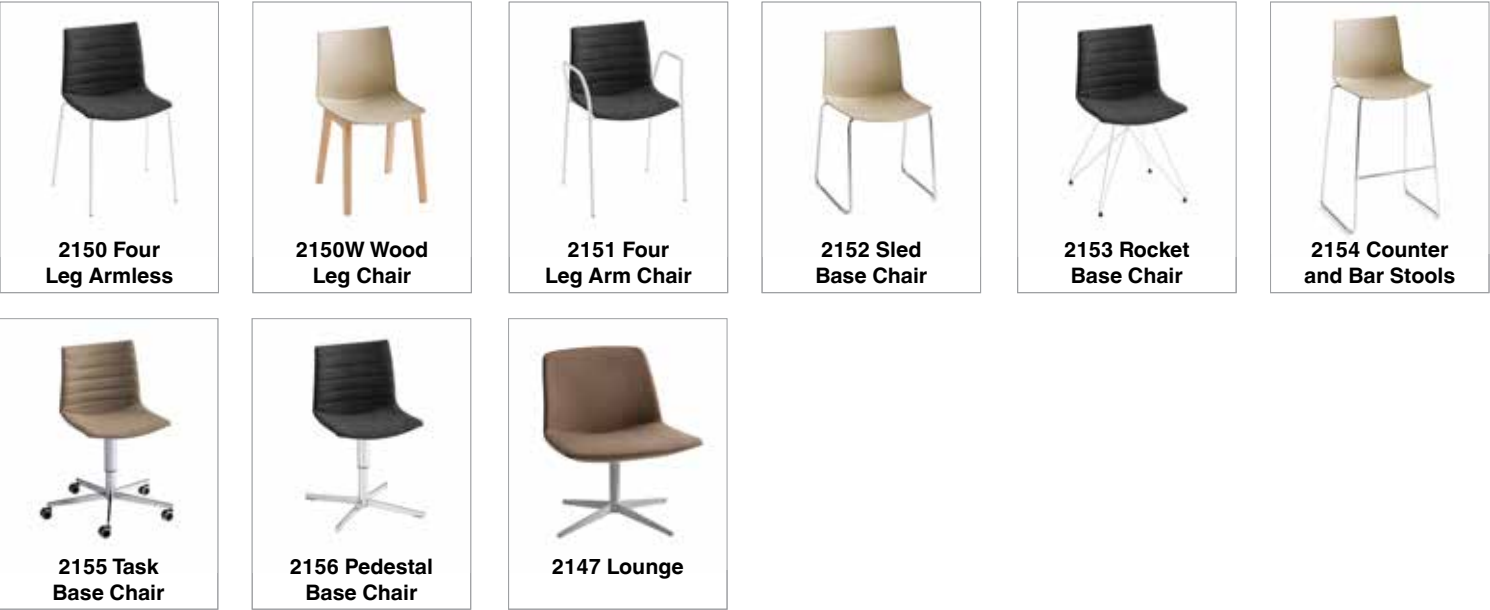 2150 Four
Leg Armless
2150W Wood
Leg Chair
2151 Four
Leg Arm Chair
2152 Sled
Base Chair
2153 Rocket
Base Chair
2154 Counter
and Bar Stools
2155 Task
Base Chair
2156 Pedestal
Base Chair
2147 Lounge